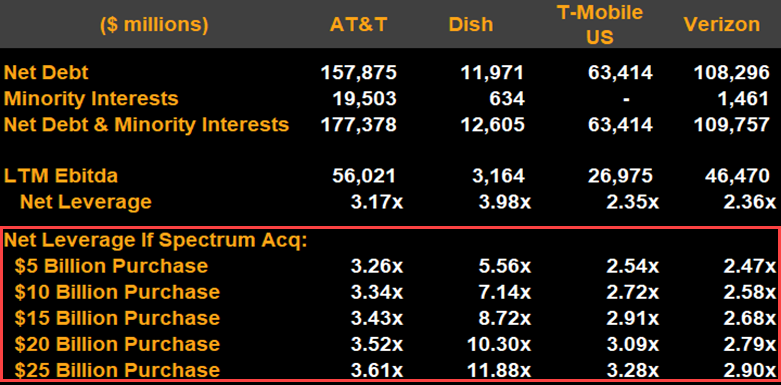 ($ millions) AT&T Dish T-Mobile US Verizon
Net Debt 157,875 11,971 63,414 108,296
Minority Interests 19,503 634 - 1,461
Net Debt & Minority Interests 177,378 12,605 63,414 109,757
LTM Ebitda 56,021 3,164 26,975 46,470
Net Leverage 3.17x 3.98x 2.35x 2.36x
Net Leverage If Spectrum Acq:
$5 Billion Purchase 3.26x 5.56x 2.54x 2.47x
$10 Billion Purchase 3.34x 7.14x 2.72x 2.58x
$15 Billion Purchase 3.43x 8.72x 2.91x 2.68x
$20 Billion Purchase 3.52x 10.30x 3.09x 2.79x
$25 Billion Purchase 3.61x 11.88x 3.28x 2.90x